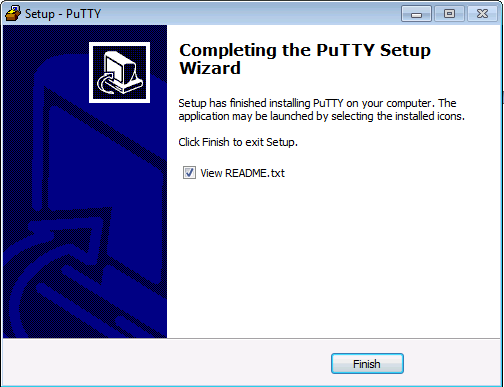 Setup - PuTTY
Completing the PuTTY Setup
Wizard
Setup has finished installing PuTTY on your computer. The
application may be launched by selecting the installed icons.
Click Finish to exit Setup.
View README.txt
Finish